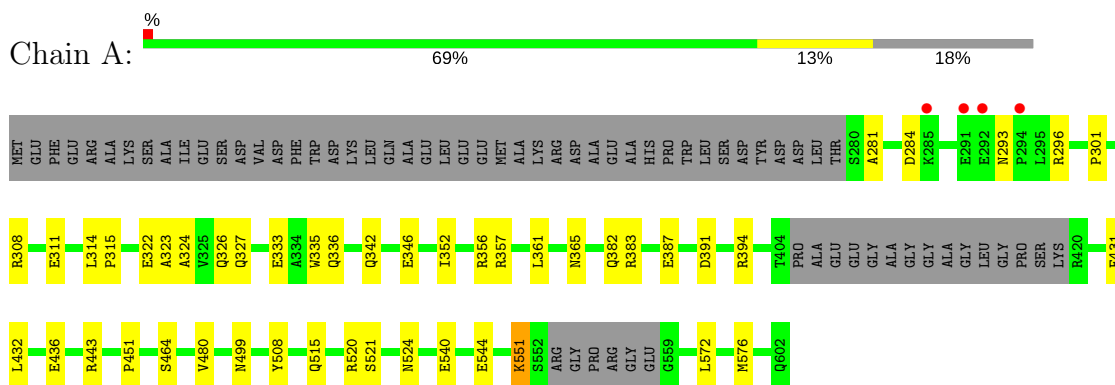 %
Chain A:
69% 13% 18%
MET GLU PHE GLU ARG ALA LYS SER ALA ILE GLU SER ASP VAL ASP PHE TRP ASP LYS LEU GLN ALA GLU LEU GLU GLU MET ALA LYS ARG ASP ALA GLU ALA HIS PRO TRP LEU SER ASP TYR ASP ASP LEU THR S280 A281 D284 K285 E291 E292 N293 P294 L295 R296 P301
R308 E311 L314 P315 E322 A323 A324 V325 Q326 Q327 E333 A334 W335 Q336 Q342 E346 I352 R356 R357 L361 N365 Q382 R383 E387 D391 R394 T404 PRO ALA GLU GLU GLY ALA GLY GLY ALA GLY LEU GLY PRO SER LYS R420
L432 E436 R443 P451 S464 V480 N499 Y508 Q515 R520 S521 N524 E540 E544 K551 S552 ARG GLY PRO ARG GLY GLU G559 L572 M576 Q602